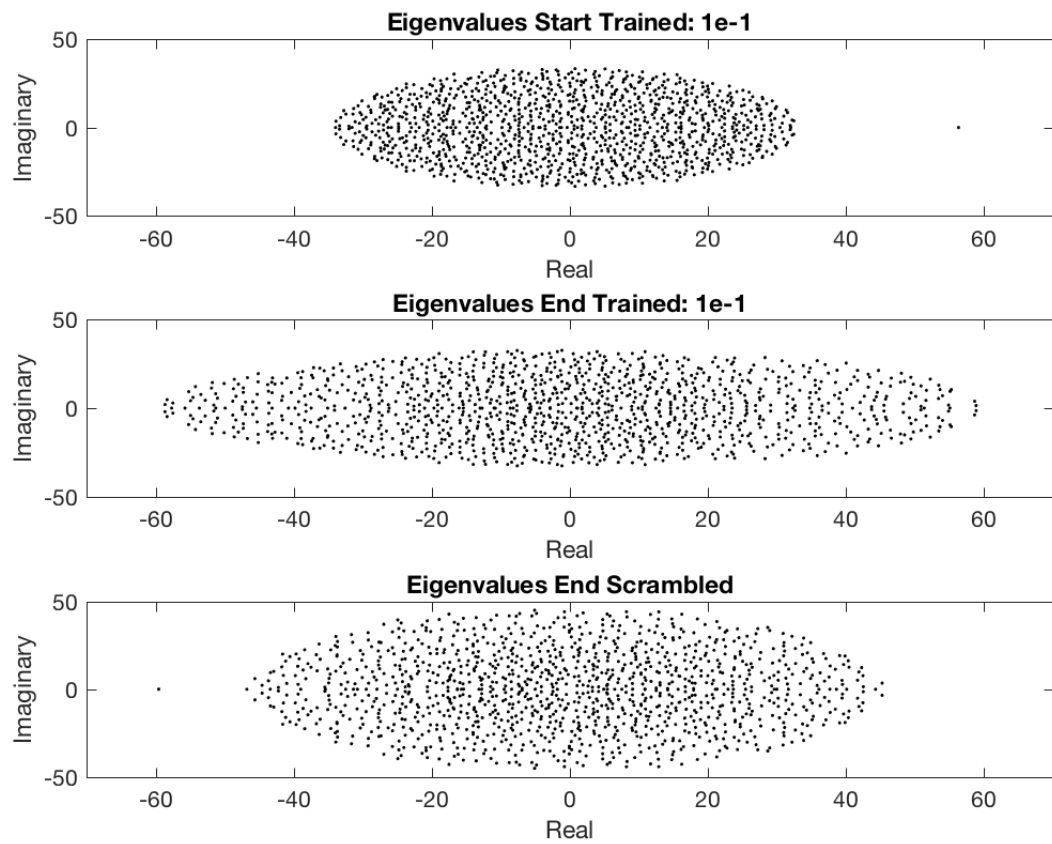 Eigenvalues Start Trained: 1e-1
50
0
-50
Imaginary
-60 -40 -20 0 20 40 60
Real
Eigenvalues End Trained: 1e-1
50
0
-50
Imaginary
-60 -40 -20 0 20 40 60
Real
Eigenvalues End Scrambled
50
0
-50
Imaginary
-60 -40 -20 0 20 40 60
Real